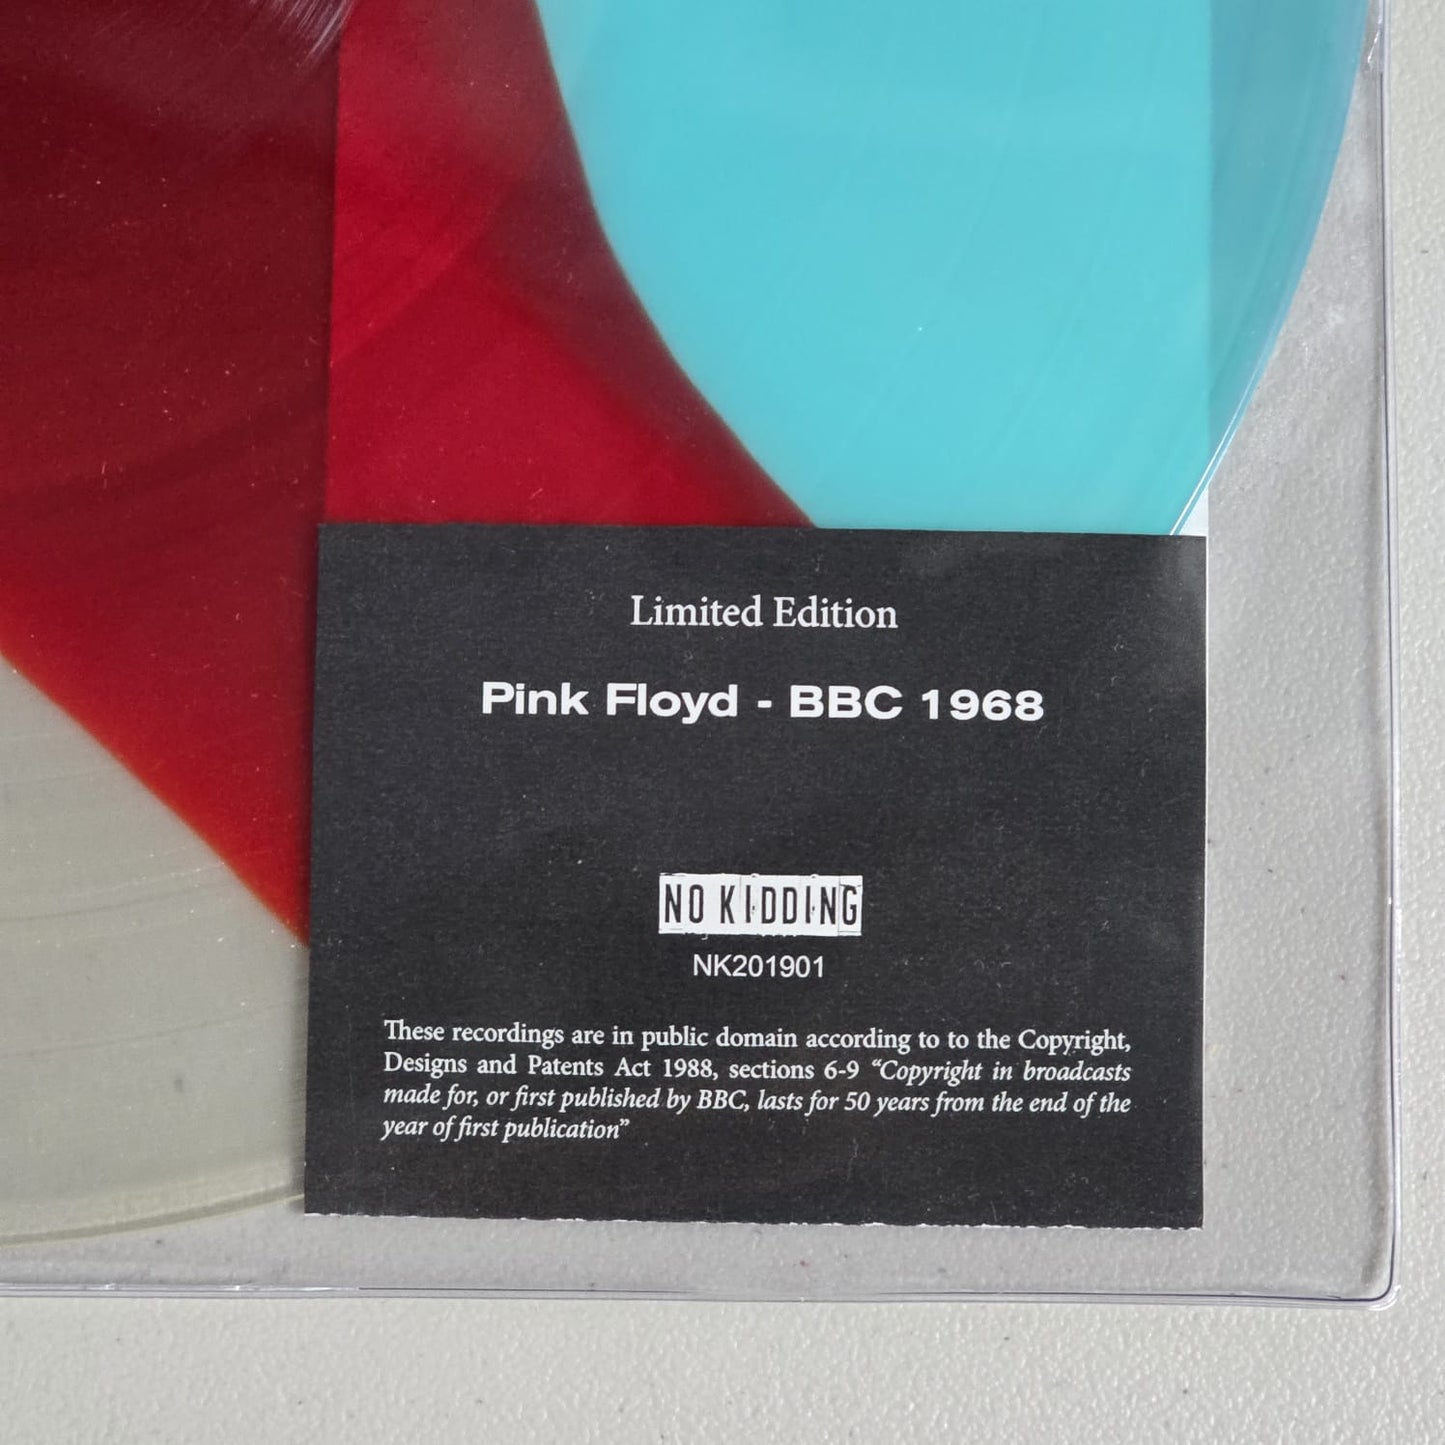 Limited Edition
Pink Floyd - BBC 1968
NO KIDDING
NK201901
These recordings are in public domain according to to the Copyright,
Designs and Patents Act 1988, sections 6-9 “Copyright in broadcasts
made for, or first published by BBC, lasts for 50 years from the end of the
year of first publication”